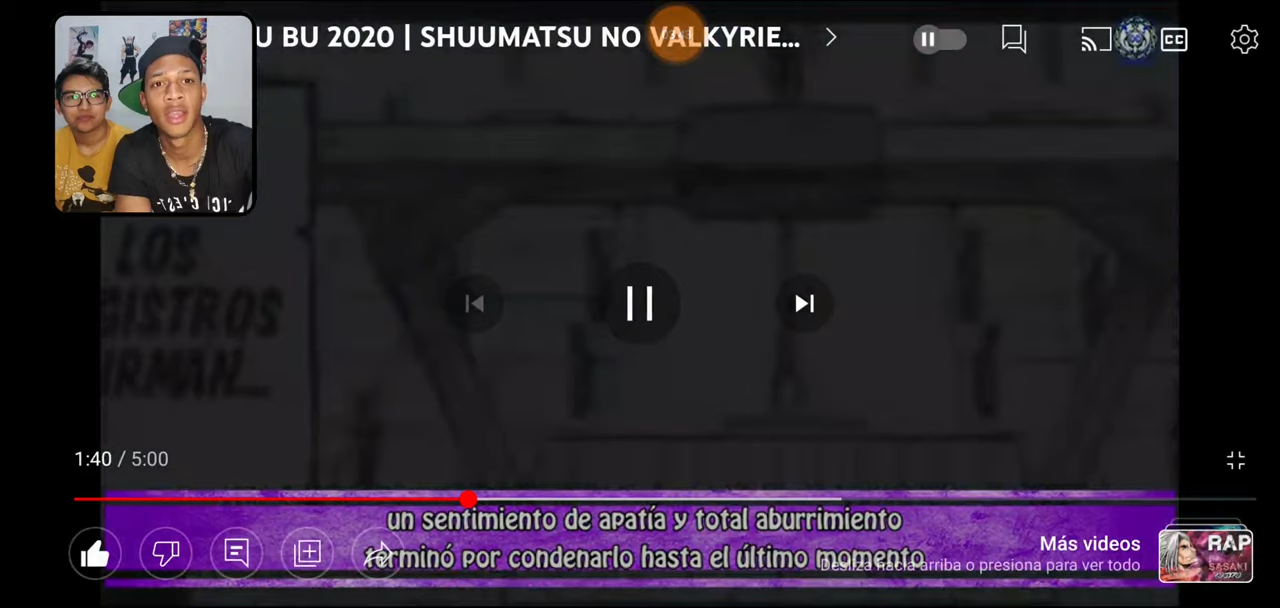 U BU 2020 | SHUUMATSU NO VALKYRIE...
CC
LOS
GISTROS
RMAN...
1:40 / 5:00
un sentimiento de apatía y total aburrimiento
terminó por condenarlo hasta el último momento
Más videos
Desliza hacia arriba o presiona para ver todo
RAP
SASAKI